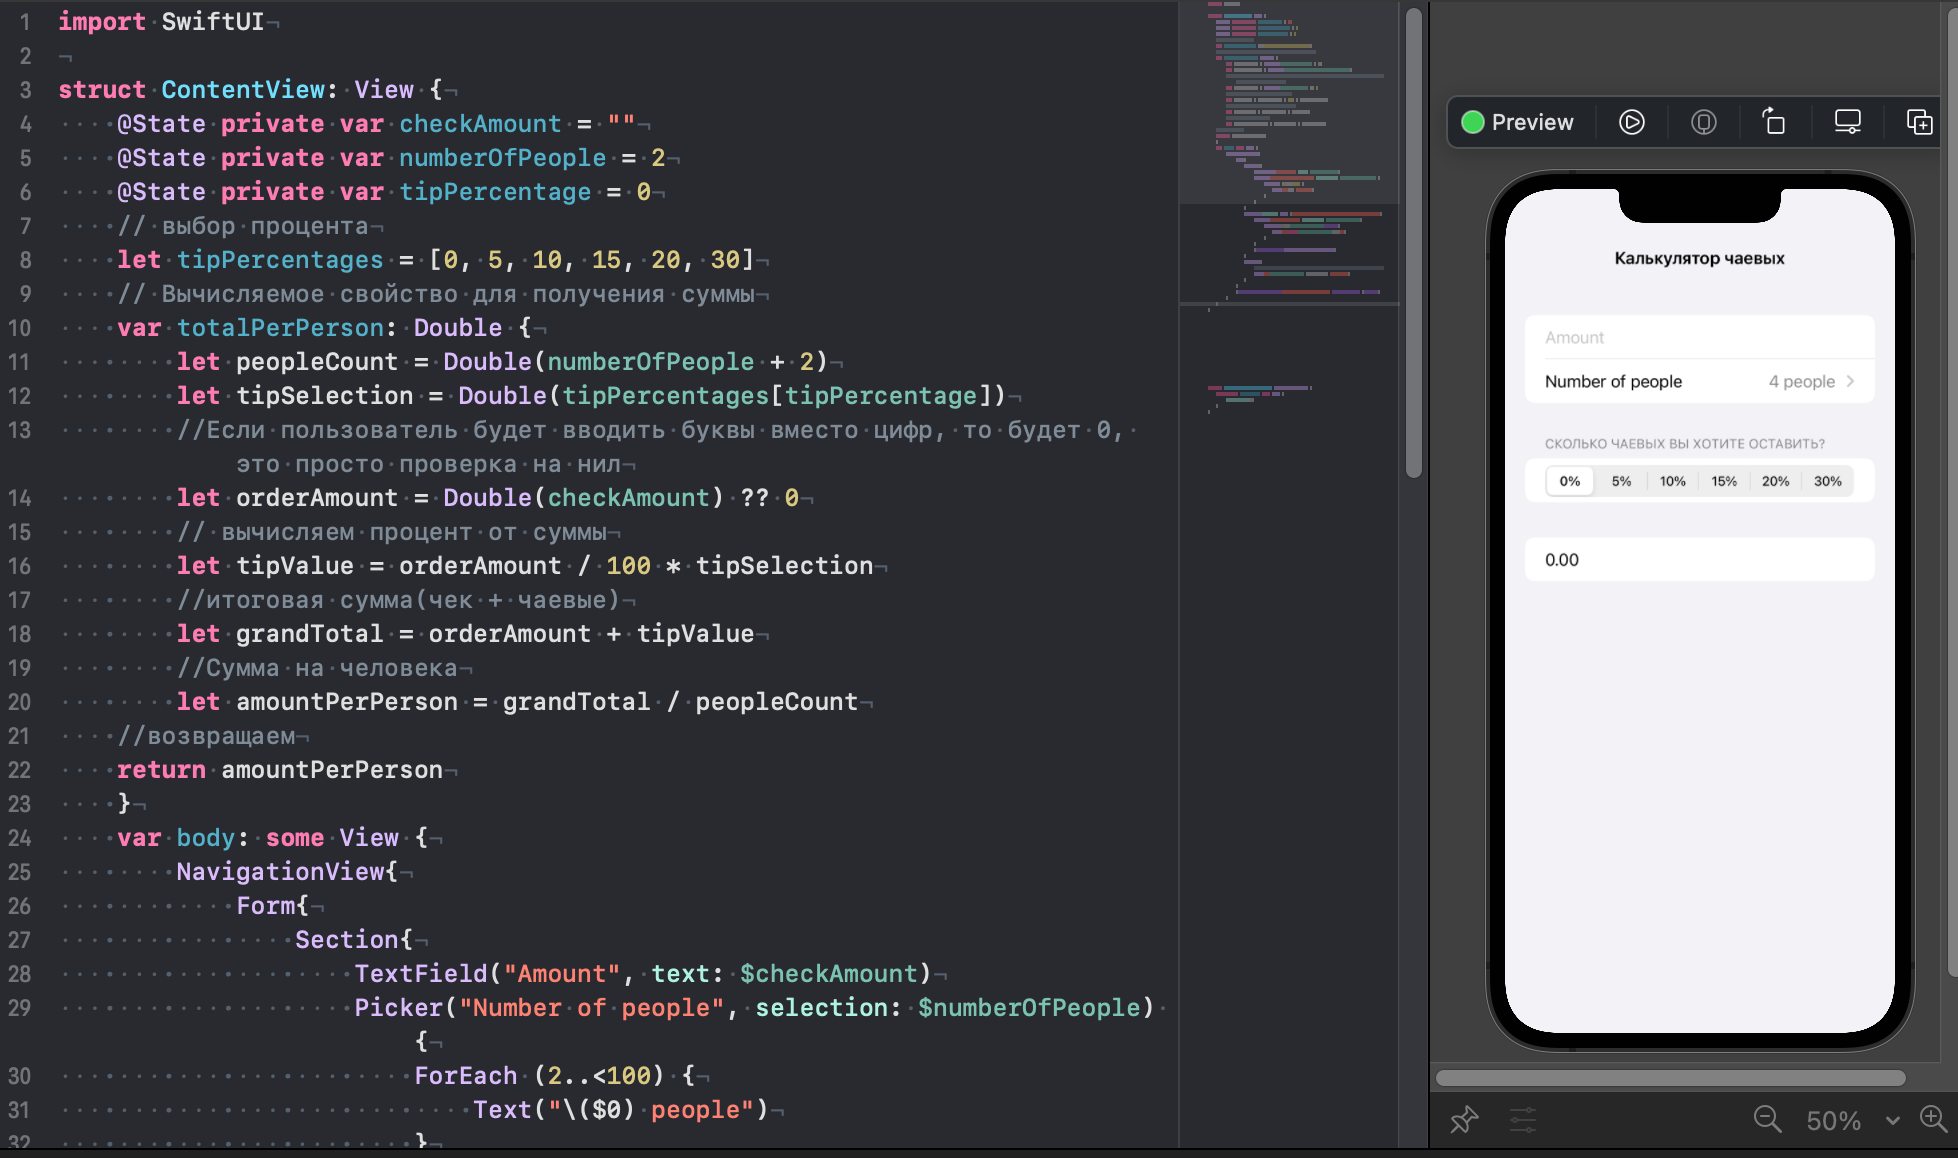 1 import SwiftUI
2
3 struct ContentView: View {
4 @State private var checkAmount = ""
5 @State private var numberOfPeople = 2
6 @State private var tipPercentage = 0
7 // выбор процента
8 let tipPercentages = [0, 5, 10, 15, 20, 30]
9 // Вычисляемое свойство для получения суммы
10 var totalPerPerson: Double {
11 let peopleCount = Double(numberOfPeople + 2)
12 let tipSelection = Double(tipPercentages[tipPercentage])
13 //Если пользователь будет вводить буквы вместо цифр, то будет 0,
это просто проверка на нил
14 let orderAmount = Double(checkAmount) ?? 0
15 // вычисляем процент от суммы
16 let tipValue = orderAmount / 100 * tipSelection
17 //итоговая сумма(чек + чаевые)
18 let grandTotal = orderAmount + tipValue
19 //Сумма на человека
20 let amountPerPerson = grandTotal / peopleCount
21 //возвращаем
22 return amountPerPerson
23 }
24 var body: some View {
25 NavigationView{
26 Form{
27 Section{
28 TextField("Amount", text: $checkAmount)
29 Picker("Number of people", selection: $numberOfPeople)
{
30 ForEach (2..<100) {
31 Text("\($0) people")
32 }
Preview
Калькулятор чаевых
Amount
Number of people 4 people
СКОЛЬКО ЧАЕВЫХ ВЫ ХОТИТЕ ОСТАВИТЬ?
0% 5% 10% 15% 20% 30%
0.00
50%